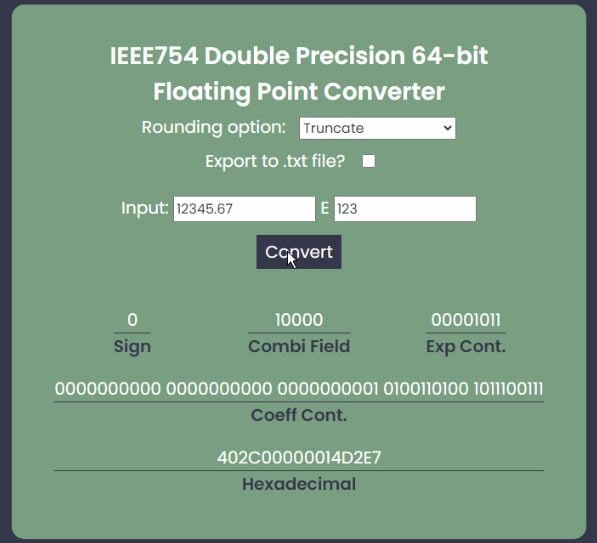 IEEE754 Double Precision 64-bit
Floating Point Converter
Rounding option: Truncate
Export to .txt file?
Input: 12345.67 E 123
Convert
0 10000 00001011
Sign Combi Field Exp Cont.
0000000000 0000000000 0000000001 0100110100 1011100111
Coeff Cont.
402C00000014D2E7
Hexadecimal